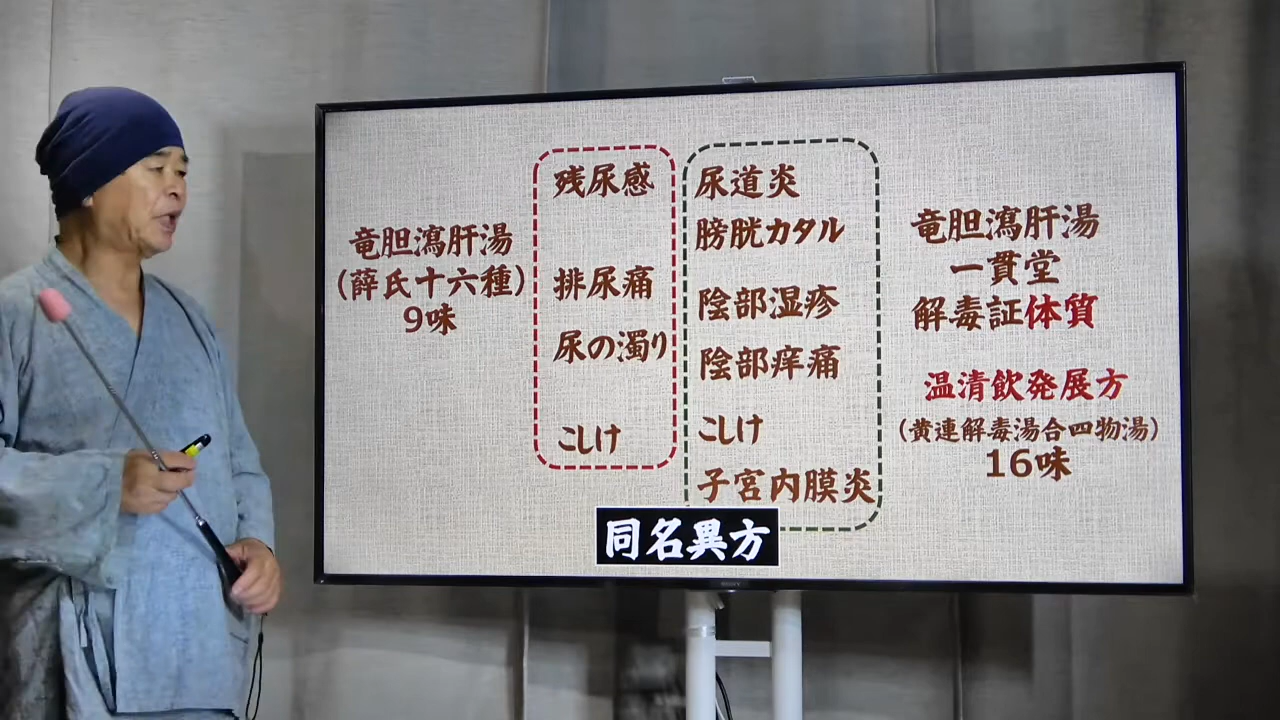 竜胆瀉肝湯
(薛氏十六種)
9味
残尿感
排尿痛
尿の濁り
こしけ
尿道炎
膀胱カタル
陰部湿疹
陰部痒痛
こしけ
子宮内膜炎
竜胆瀉肝湯
一貫堂
解毒証体質
温清飲発展方
(黄連解毒湯合四物湯)
16味
同名異方
SONY